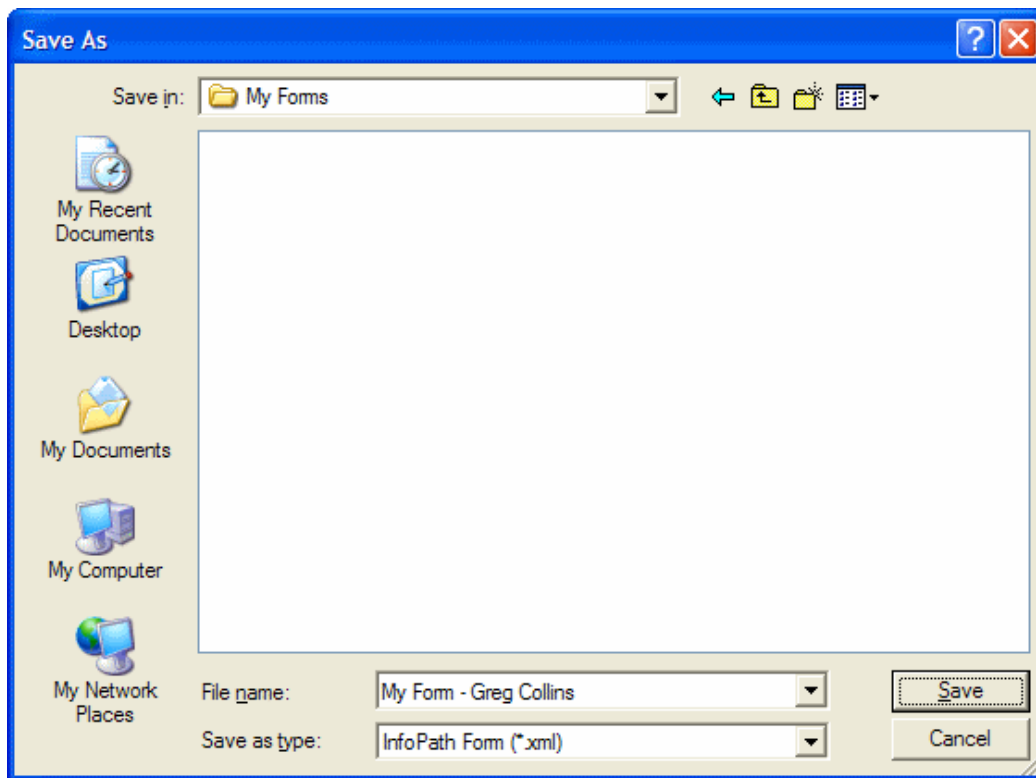 Save As
Save in:
My Forms
My Recent
Documents
Desktop
My Documents
My Computer
My Network
Places
File name:
My Form - Greg Collins
Save
Save as type:
InfoPath Form (*.xml)
Cancel